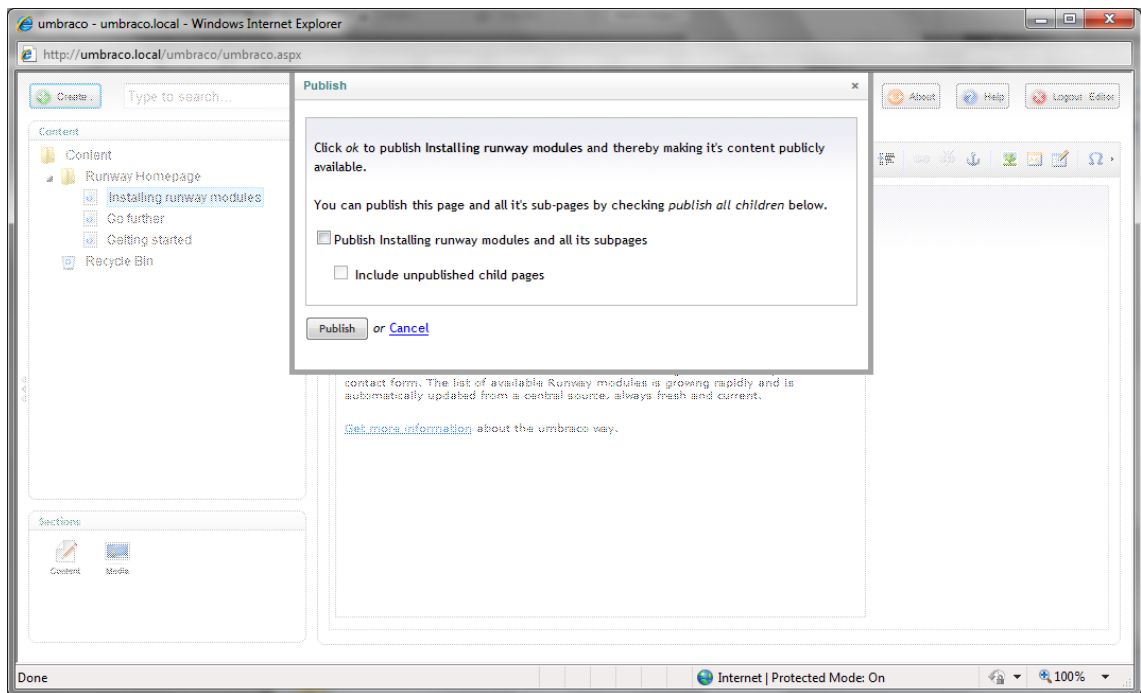 umbraco - umbraco.local - Windows Internet Explorer
http://umbraco.local/umbraco/umbraco.aspx
Create
Type to search...
Publish
×
About
Help
Logout Editor
Content
Content
Runway Homepage
Installing runway modules
Go further
Getting started
Recycle Bin
Click ok to publish Installing runway modules and thereby making it's content publicly
available.
You can publish this page and all it's sub-pages by checking publish all children below.
Publish Installing runway modules and all its subpages
Include unpublished child pages
Publish or Cancel
contact form. The list of available Runway modules is growing rapidly and is
automatically updated from a central source, always fresh and current.
Get more information about the umbraco way.
Sections
Content
Media
Done
Internet | Protected Mode: On
100%